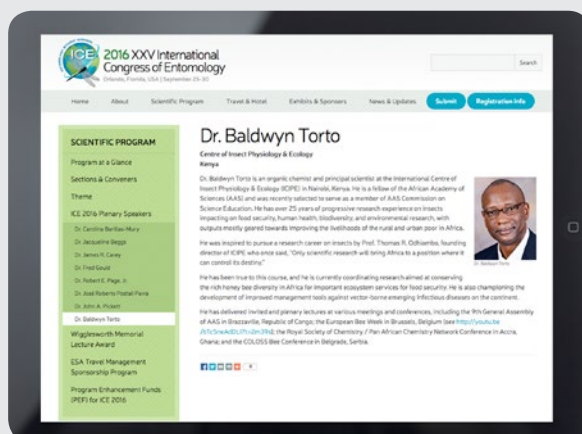 ICE
2016 XXV International
Congress of Entomology
Orlando, Florida, USA | September 25-30
Search
Home About Scientific Program Travel & Hotel Exhibits & Sponsors News & Updates Submit Registration Info
SCIENTIFIC PROGRAM
Program at a Glance
Sections & Conveners
Theme
ICE 2016 Plenary Speakers
Dr. Carolina Barillas-Mury
Dr. Jacqueline Beggs
Dr. James R. Carey
Dr. Fred Gould
Dr. Robert E. Page, Jr.
Dr. José Roberto Postali Parra
Dr. John A. Pickett
Dr. Baldwyn Torto
Wigglesworth Memorial
Lecture Award
ESA Travel Management
Sponsorship Program
Program Enhancement Funds
(PEF) for ICE 2016
Dr. Baldwyn Torto
Centre of Insect Physiology & Ecology
Kenya
Dr. Baldwyn Torto is an organic chemist and principal scientist at the International Centre of
Insect Physiology & Ecology (ICIPE) in Nairobi, Kenya. He is a fellow of the African Academy of
Sciences (AAS) and was recently selected to serve as a member of AAS Commission on
Science Education. He has over 25 years of progressive research experience on insects
impacting on food security, human health, biodiversity, and environmental research, with
outputs mostly geared towards improving the livelihoods of the rural and urban poor in Africa.
He was inspired to pursue a research career on insects by Prof. Thomas R. Odhiambo, founding
director of ICIPE who once said, "Only scientific research will bring Africa to a position where it
can control its destiny."
He has been true to this course, and he is currently coordinating research aimed at conserving
the rich honey bee diversity in Africa for important ecosystem services for food security. He is also championing the
development of improved management tools against vector-borne emerging infectious diseases on the continent.
He has delivered invited and plenary lectures at various meetings and conferences, including the 9th General Assembly
of AAS in Brazzaville, Republic of Congo; the European Bee Week in Brussels, Belgium (see http://youtu.be
the Royal Society of Chemistry / Pan African Chemistry Network Conference in Accra,
Ghana; and the COLOSS Bee Conference in Belgrade, Serbia.
Dr. Baldwyn Torto